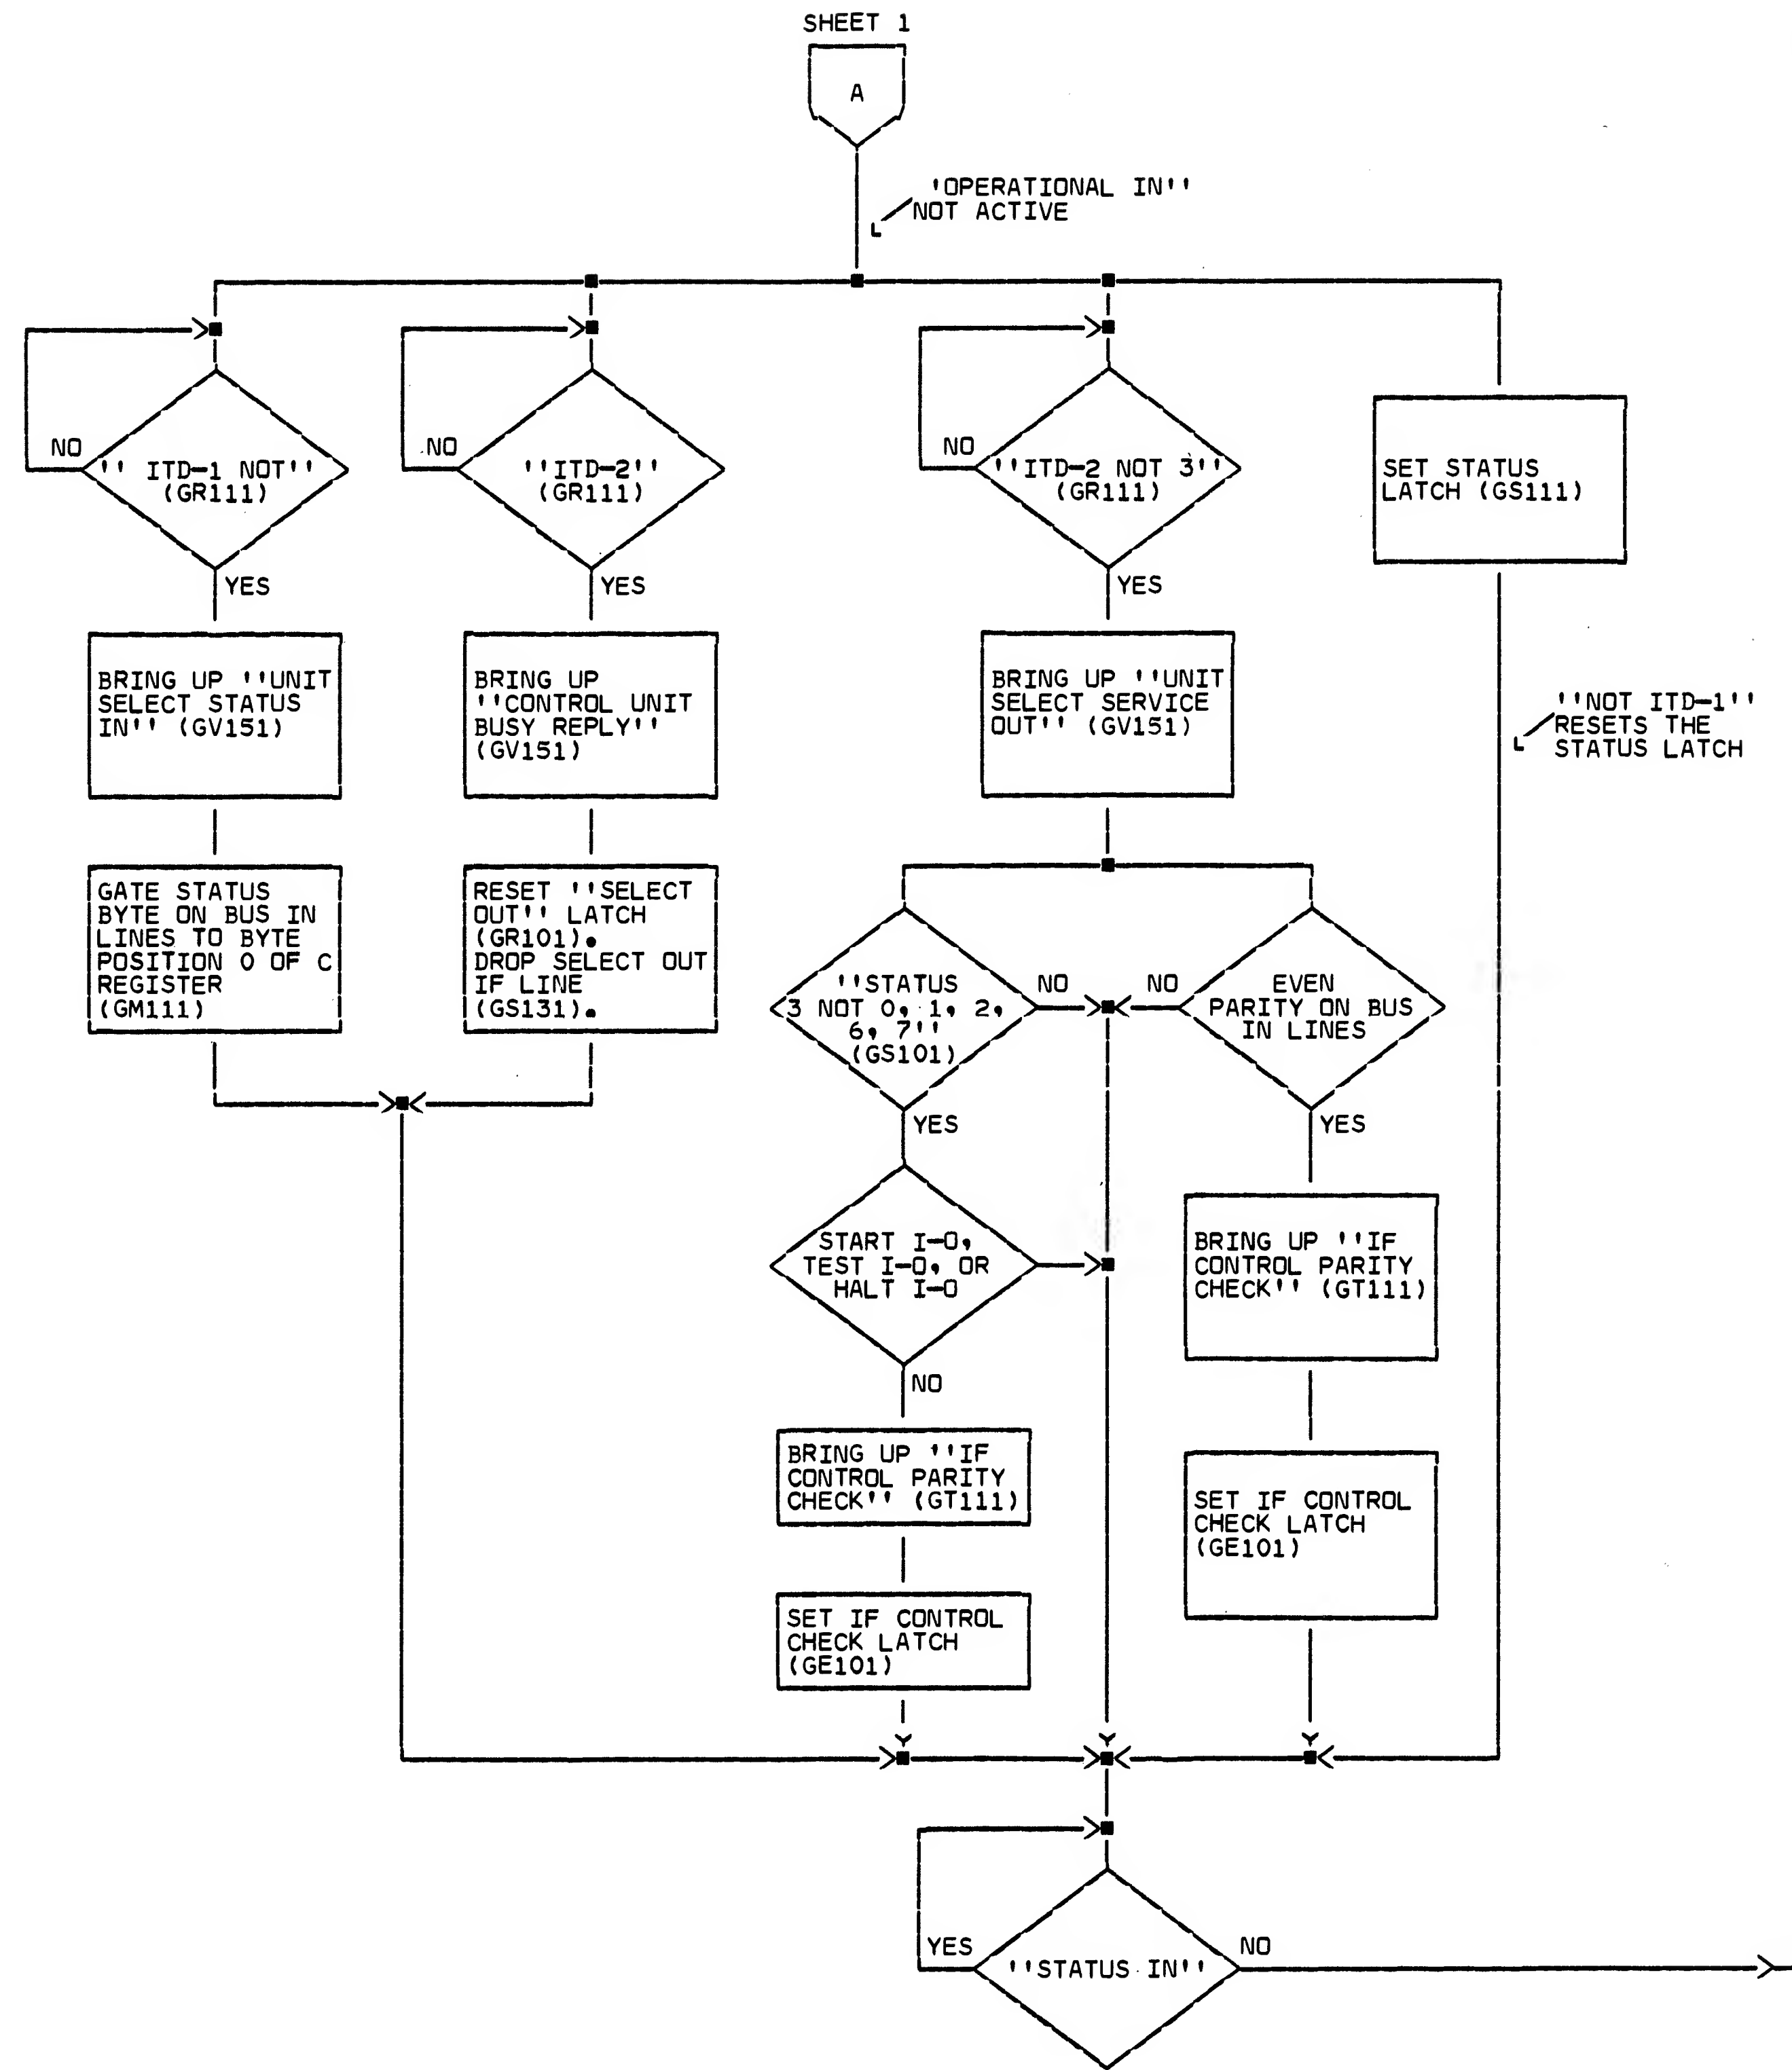 SHEET 1
A
'OPERATIONAL IN''
NOT ACTIVE
NO
'' ITD-1 NOT''
(GR111)
YES
NO
''ITD-2''
(GR111)
YES
NO
''ITD-2 NOT 3''
(GR111)
YES
SET STATUS
LATCH (GS111)
BRING UP ''UNIT
SELECT STATUS
IN'' (GV151)
BRING UP
''CONTROL UNIT
BUSY REPLY''
(GV151)
BRING UP ''UNIT
SELECT SERVICE
OUT'' (GV151)
''NOT ITD-1''
RESETS THE
STATUS LATCH
GATE STATUS
BYTE ON BUS IN
LINES TO BYTE
POSITION 0 OF C
REGISTER
(GM111)
RESET ''SELECT
OUT'' LATCH
(GR101).
DROP SELECT OUT
IF LINE
(GS131).
''STATUS
3 NOT 0, 1, 2,
6, 7''
(GS101)
NO
YES
NO
EVEN
PARITY ON BUS
IN LINES
YES
START I-O,
TEST I-O, OR
HALT I-O
NO
BRING UP ''IF
CONTROL PARITY
CHECK'' (GT111)
BRING UP ''IF
CONTROL PARITY
CHECK'' (GT111)
SET IF CONTROL
CHECK LATCH
(GE101)
SET IF CONTROL
CHECK LATCH
(GE101)
YES
''STATUS IN''
NO